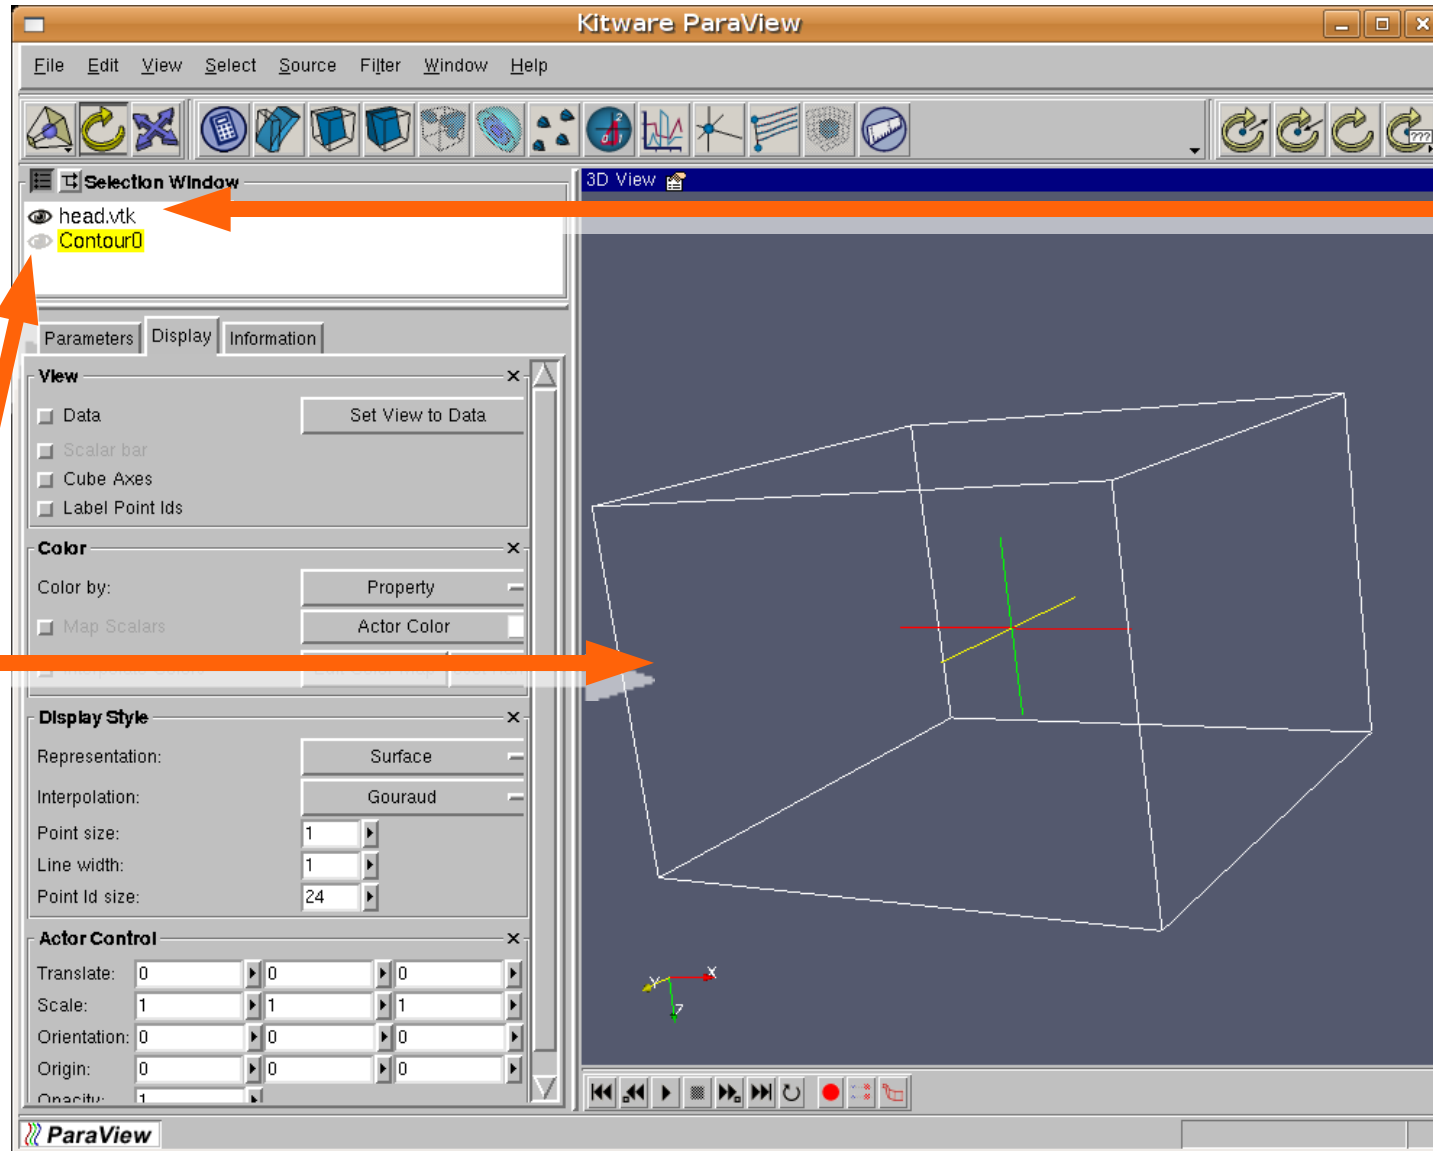 Kitware ParaView
File Edit View Select Source Filter Window Help
???
Selection Window
3D View
head.vtk
Contour0
Parameters Display Information
View
Data Set View to Data
Scalar bar
Cube Axes
Label Point Ids
Color
Color by: Property
Map Scalars Actor Color
Display Style
Representation: Surface
Interpolation: Gouraud
Point size: 1
Line width: 1
Point Id size: 24
Actor Control
Translate: 0 0 0
Scale: 1 1 1
Orientation: 0 0 0
Origin: 0 0 0
Opacity: 1
Y X
Z
ParaView